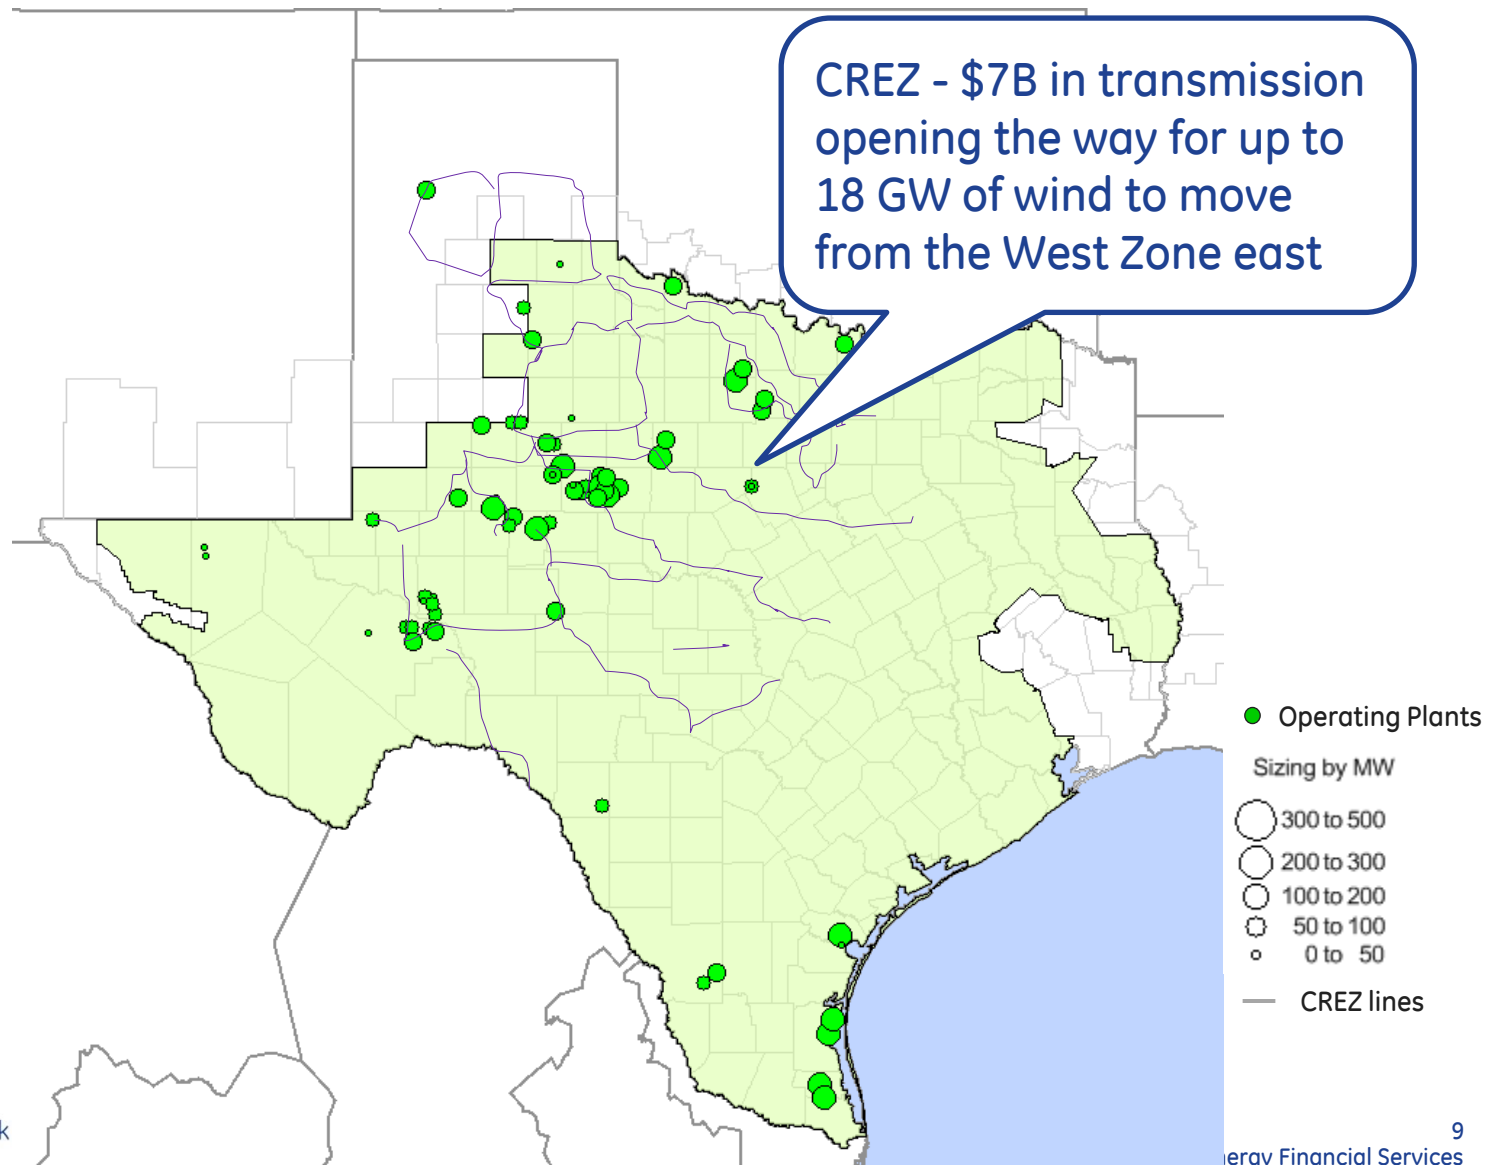 CREZ - $7B in transmission
opening the way for up to
18 GW of wind to move
from the West Zone east
Operating Plants
Sizing by MW
300 to 500
200 to 300
100 to 200
50 to 100
0 to 50
CREZ lines
k
9
Financial Services